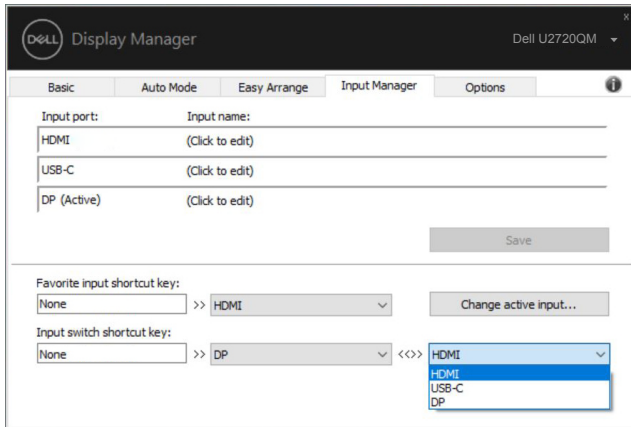 DELL Display Manager Dell U2720QM
x
Basic Auto Mode Easy Arrange Input Manager Options i
Input port: Input name:
HDMI (Click to edit)
USB-C (Click to edit)
DP (Active) (Click to edit)
Save
Favorite input shortcut key:
None >> HDMI Change active input...
Input switch shortcut key:
None >> DP <<>> HDMI
HDMI
USB-C
DP